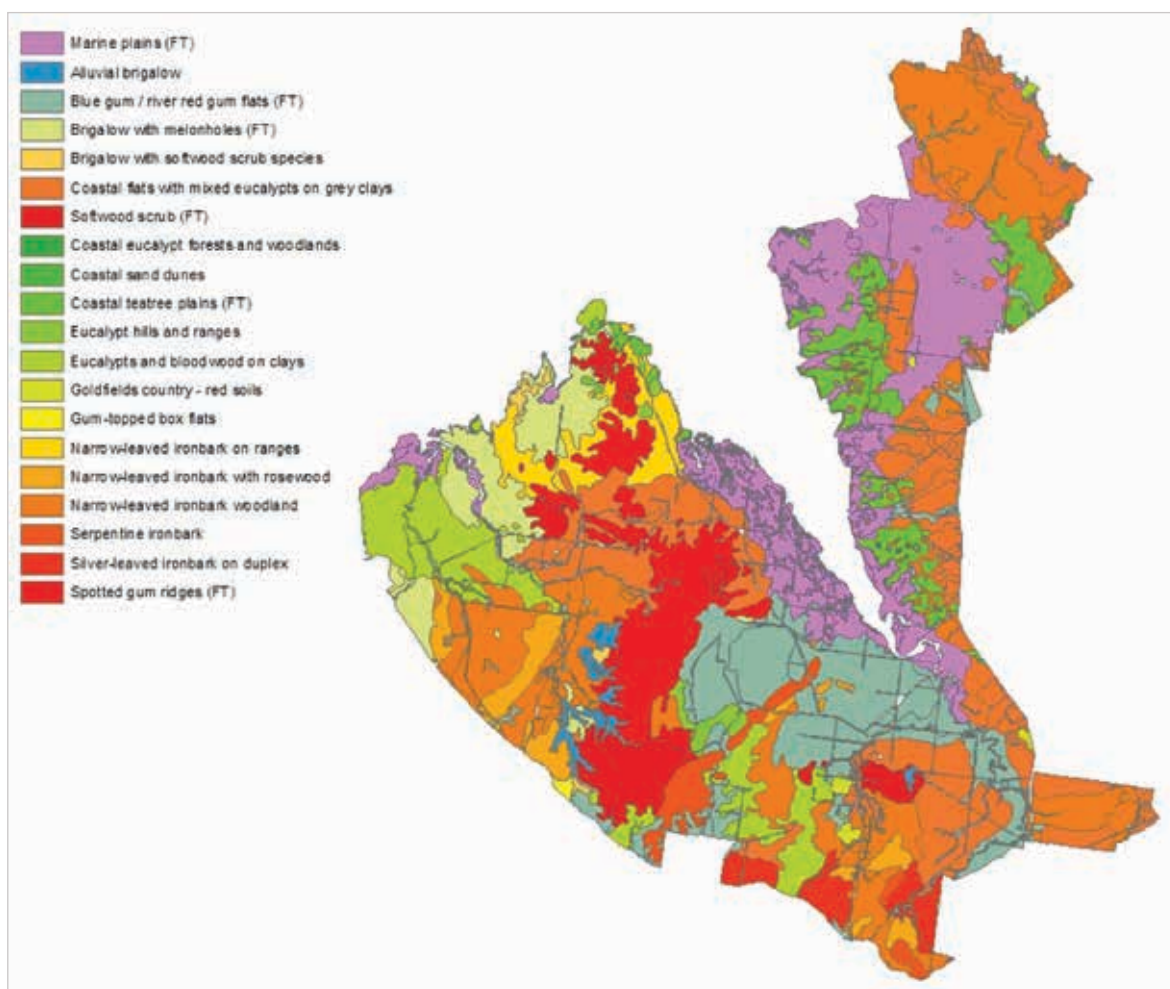 Marine plains (FT)
Alluvial brigalow
Blue gum / river red gum flats (FT)
Brigalow with melonholes (FT)
Brigalow with softwood scrub species
Coastal flats with mixed eucalypts on grey clays
Softwood scrub (FT)
Coastal eucalypt forests and woodlands
Coastal sand dunes
Coastal teatree plains (FT)
Eucalypt hills and ranges
Eucalypts and bloodwood on clays
Goldfields country - red soils
Gum-topped box flats
Narrow-leaved ironbark on ranges
Narrow-leaved ironbark with rosewood
Narrow-leaved ironbark woodland
Serpentine ironbark
Silver-leaved ironbark on duplex
Spotted gum ridges (FT)